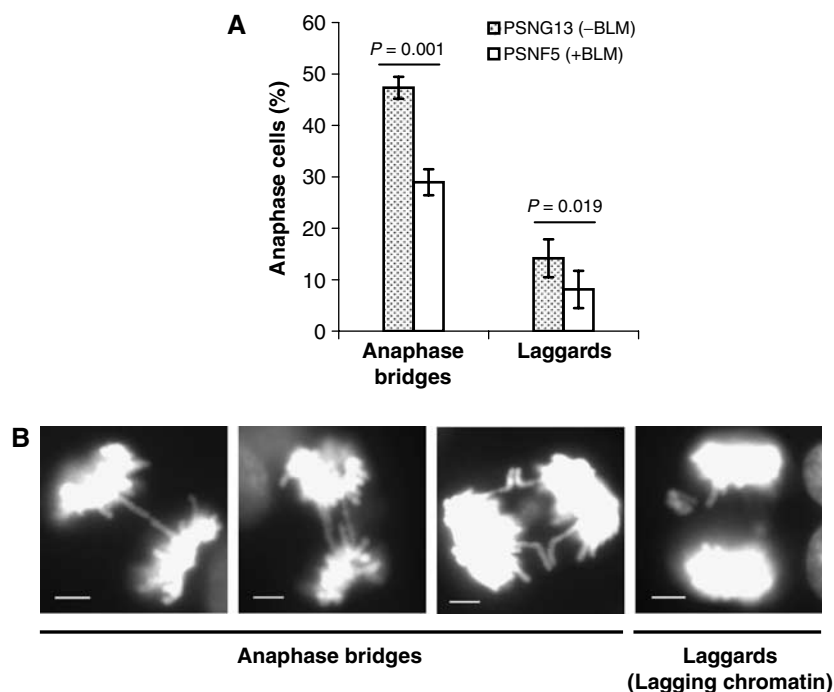 A
60
50
40
30
20
10
0
Anaphase cells (%)
PSNG13 (–BLM)
PSNF5 (+BLM)
P = 0.001
P = 0.019
Anaphase
bridges
Laggards
B
Anaphase bridges
Laggards
(Lagging chromatin)